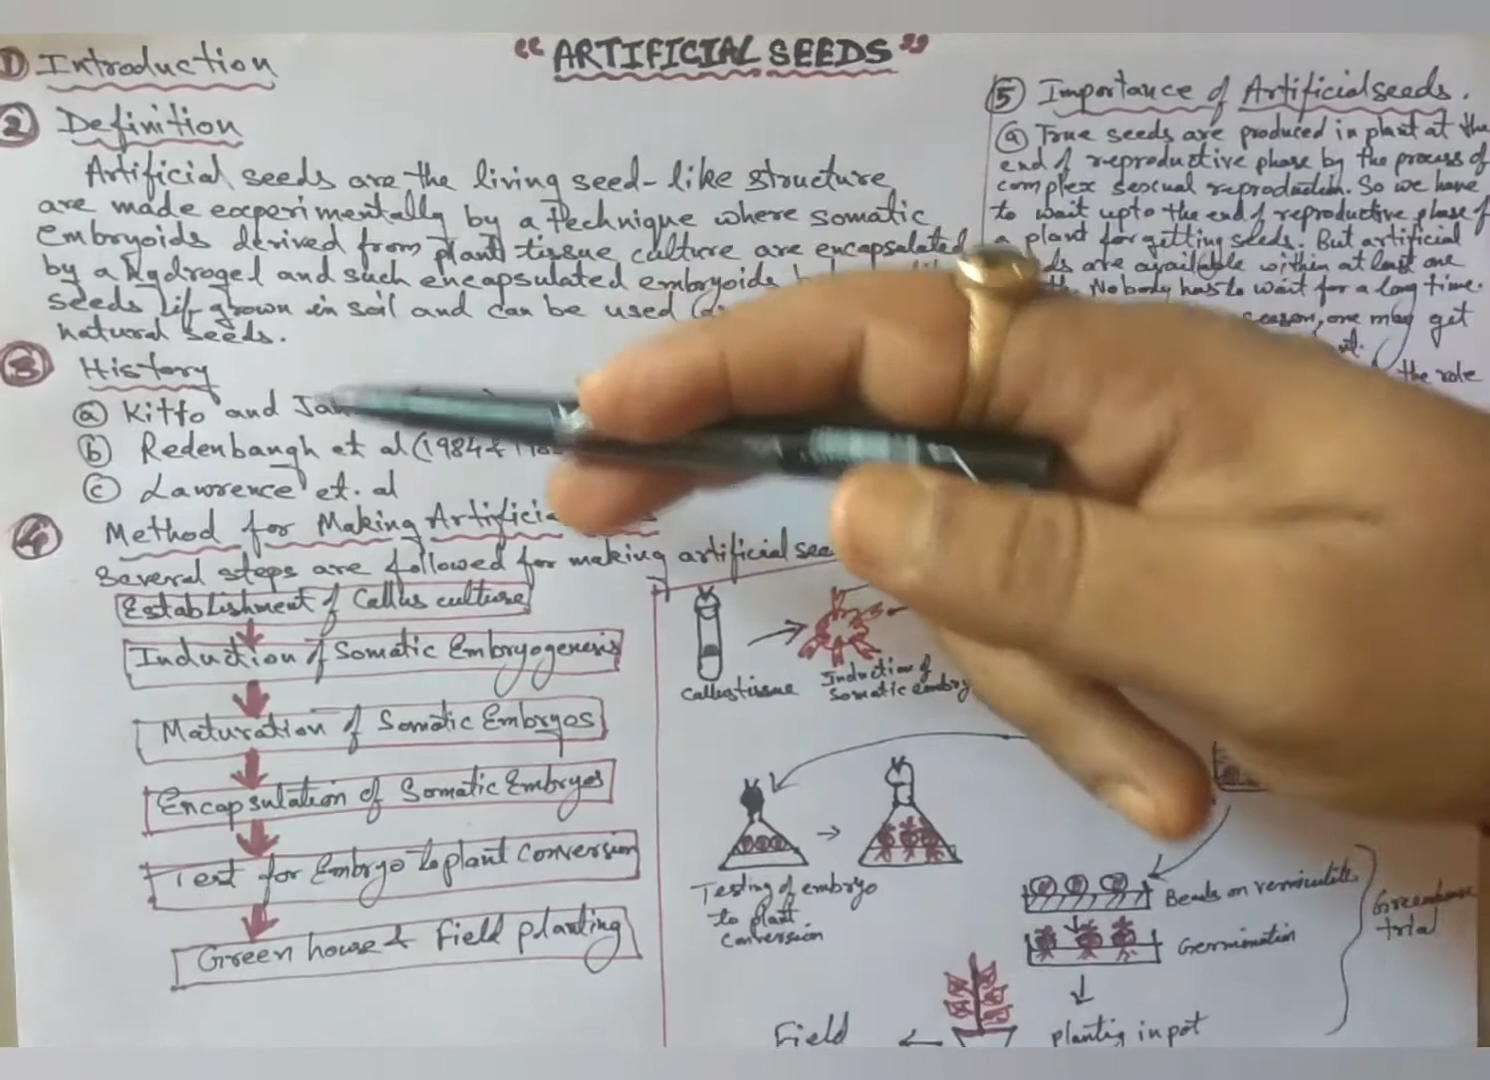 "ARTIFICIAL SEEDS"
① Introduction
② Definition
Artificial seeds are the living seed-like structure
are made experimentally by a technique where somatic
embryoids derived from plant tissue culture are encapsulated
by a hydrogel and such encapsulated embryoids
seeds if grown in soil and can be used
natural seeds.
③ History
ⓐ Kitto and
ⓑ Redenbaugh et al (1984 &
ⓒ Lawrence et. al
④ Method for Making
Several steps are followed for making artificial
Establishment of Callus culture
Induction of Somatic Embryogenesis
Maturation of Somatic Embryos
Encapsulation of Somatic Embryos
Test for Embryo to plant conversion
Green house & Field planting
Callus tissue
Induction of
Somatic
Testing of embryo
to plant
conversion
Beads on vermiculite
Germination
Greenhouse
trial
plantig in pot
Field
⑤ Importance of Artificial seeds.
ⓐ True seeds are produced in plant at the
end of reproductive phase by the process of
complex sexual reproduction. So we have
to wait upto the end of reproductive phase of
a plant for getting seeds. But artificial
are available within at least one
Nobody has to wait for a long time.
season, one may get
the role